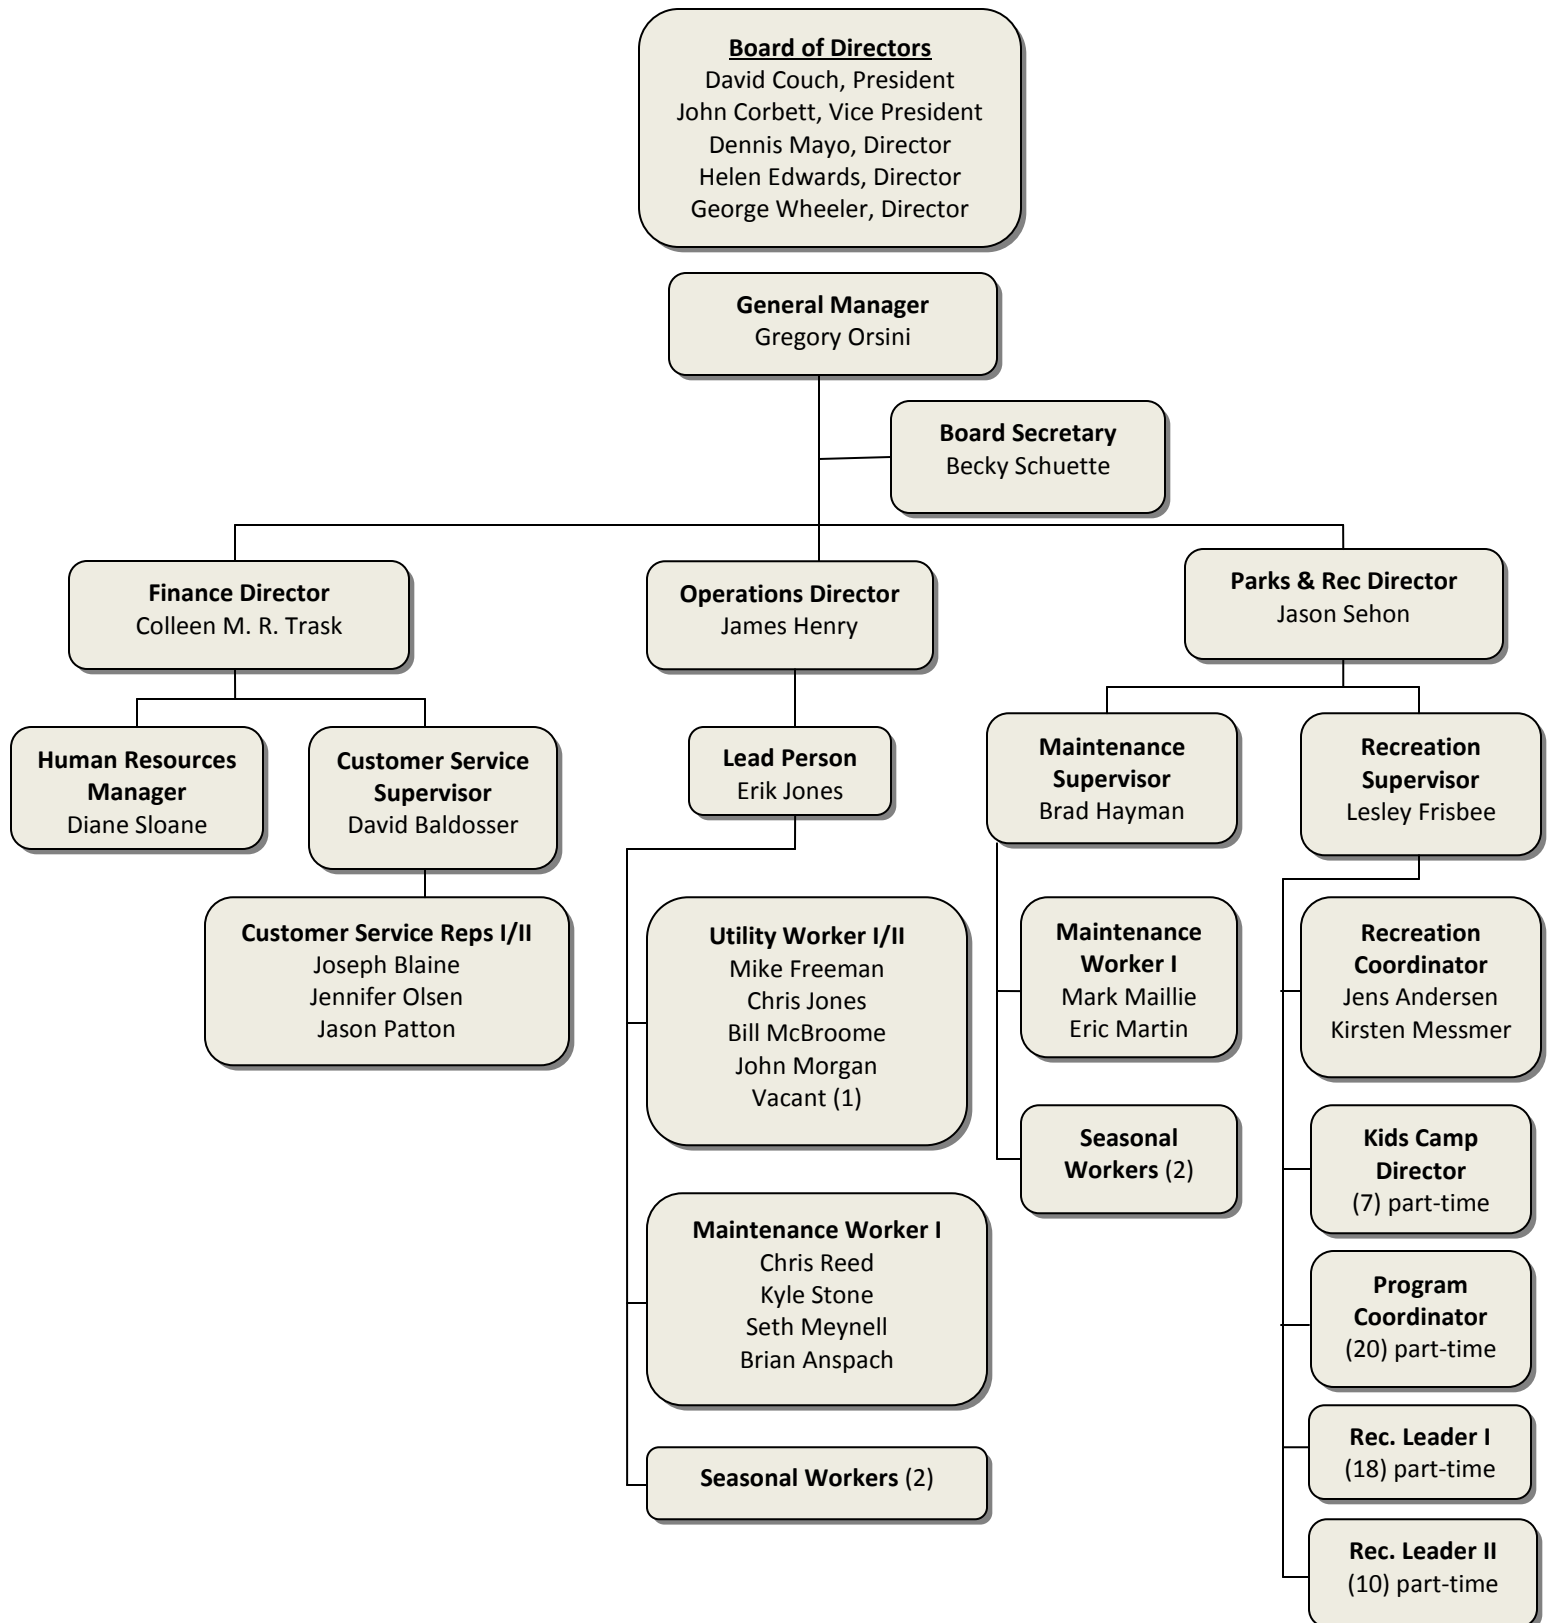 Board of Directors
David Couch, President
John Corbett, Vice President
Dennis Mayo, Director
Helen Edwards, Director
George Wheeler, Director
General Manager
Gregory Orsini
Board Secretary
Becky Schuette
Finance Director
Colleen M. R. Trask
Operations Director
James Henry
Parks & Rec Director
Jason Sehon
Human Resources
Manager
Diane Sloane
Customer Service
Supervisor
David Baldosser
Lead Person
Erik Jones
Maintenance
Supervisor
Brad Hayman
Recreation
Supervisor
Lesley Frisbee
Customer Service Reps I/II
Joseph Blaine
Jennifer Olsen
Jason Patton
Utility Worker I/II
Mike Freeman
Chris Jones
Bill McBroome
John Morgan
Vacant (1)
Maintenance
Worker I
Mark Maillie
Eric Martin
Recreation
Coordinator
Jens Andersen
Kirsten Messmer
Seasonal
Workers (2)
Kids Camp
Director
(7) part-time
Maintenance Worker I
Chris Reed
Kyle Stone
Seth Meynell
Brian Anspach
Program
Coordinator
(20) part-time
Rec. Leader I
(18) part-time
Seasonal Workers (2)
Rec. Leader II
(10) part-time